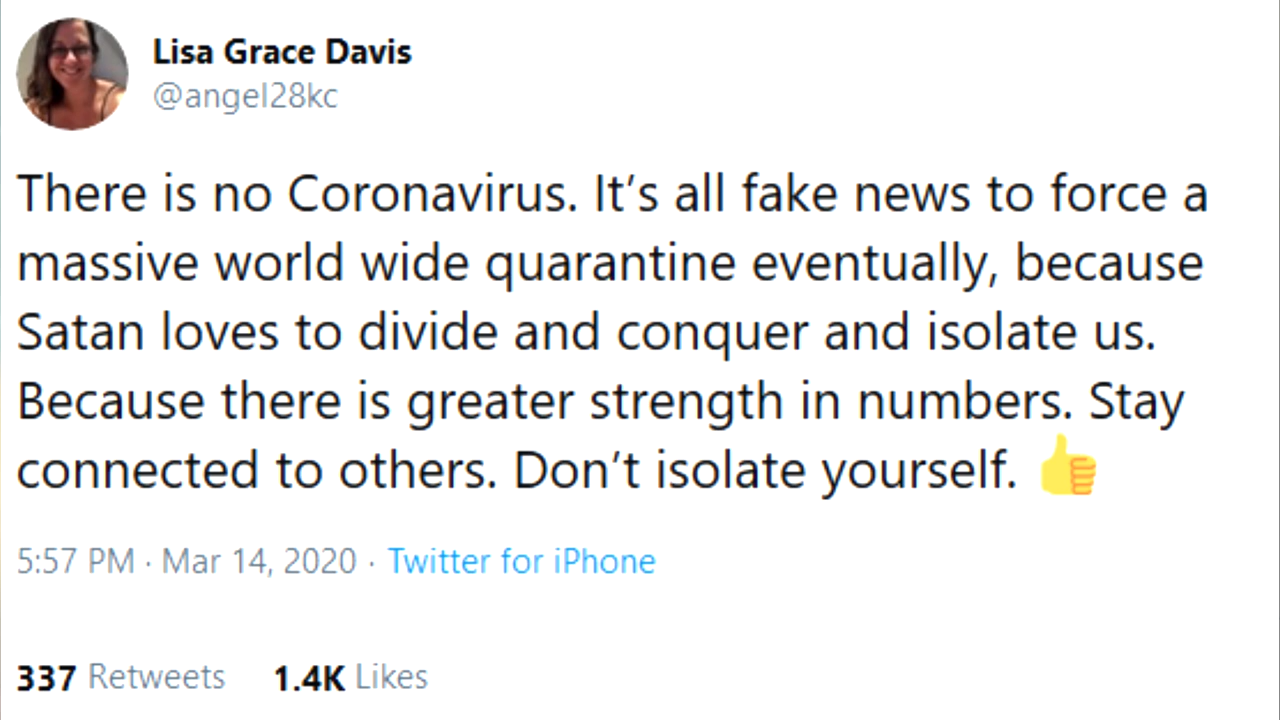 Lisa Grace Davis
@angel28kc
There is no Coronavirus. It’s all fake news to force a
massive world wide quarantine eventually, because
Satan loves to divide and conquer and isolate us.
Because there is greater strength in numbers. Stay
connected to others. Don’t isolate yourself. 👍
5:57 PM · Mar 14, 2020 · Twitter for iPhone
337 Retweets 1.4K Likes